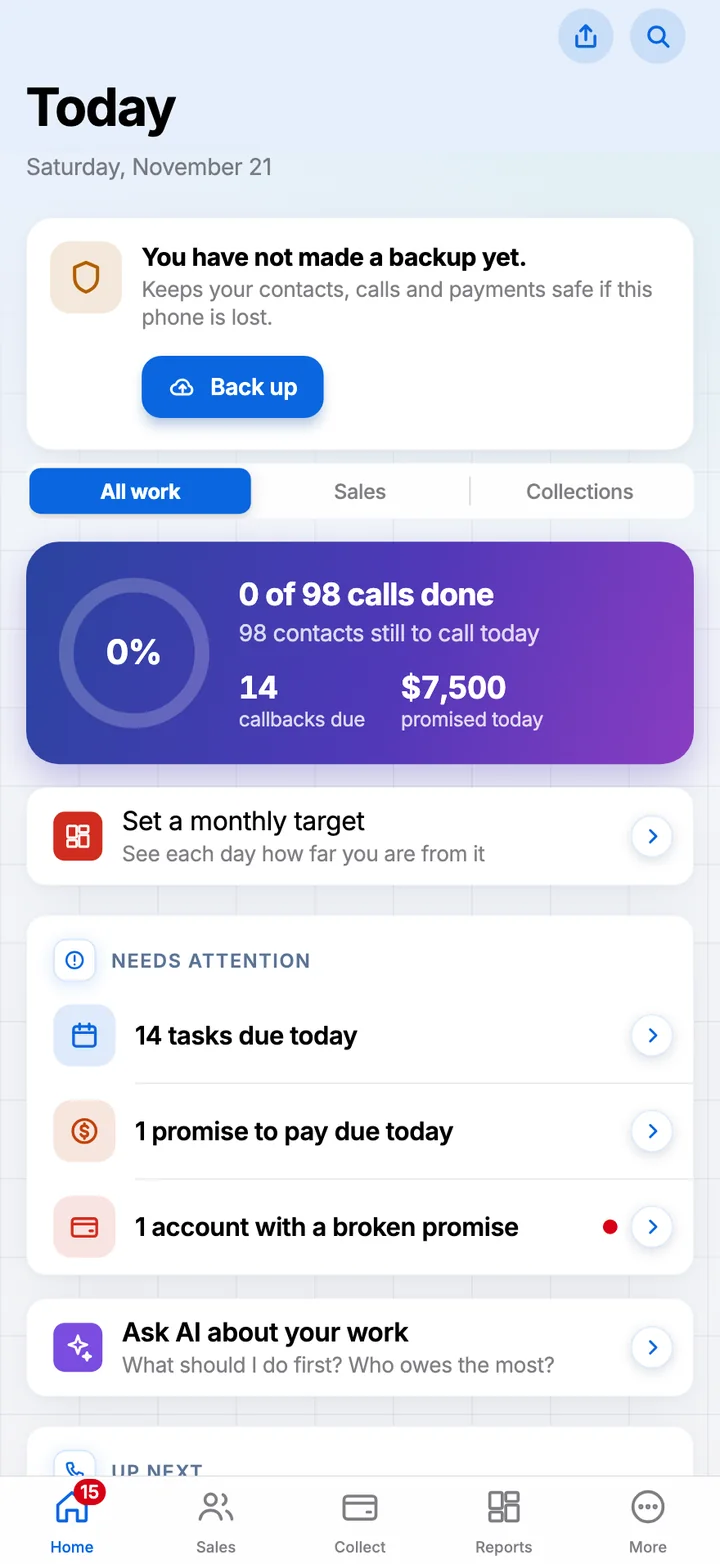 Today
Saturday, November 21
You have not made a backup yet.
Keeps your contacts, calls and payments safe if this
phone is lost.
Back up
All work
Sales
Collections
0%
0 of 98 calls done
98 contacts still to call today
14
$7,500
callbacks due
promised today
Set a monthly target
See each day how far you are from it
NEEDS ATTENTION
14 tasks due today
1 promise to pay due today
1 account with a broken promise
Ask AI about your work
What should I do first? Who owes the most?
UP NEXT
15
Home
Sales
Collect
Reports
More